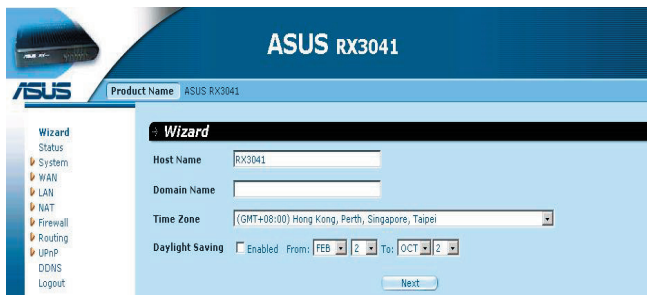 ASUS RX3041
ASUS
Product Name ASUS RX3041
Wizard
Status
System
WAN
LAN
NAT
Firewall
Routing
UPnP
DDNS
Logout
Wizard
Host Name RX3041
Domain Name
Time Zone (GMT+08:00) Hong Kong, Perth, Singapore, Taipei
Daylight Saving Enabled From: FEB 2 To: OCT 2
Next